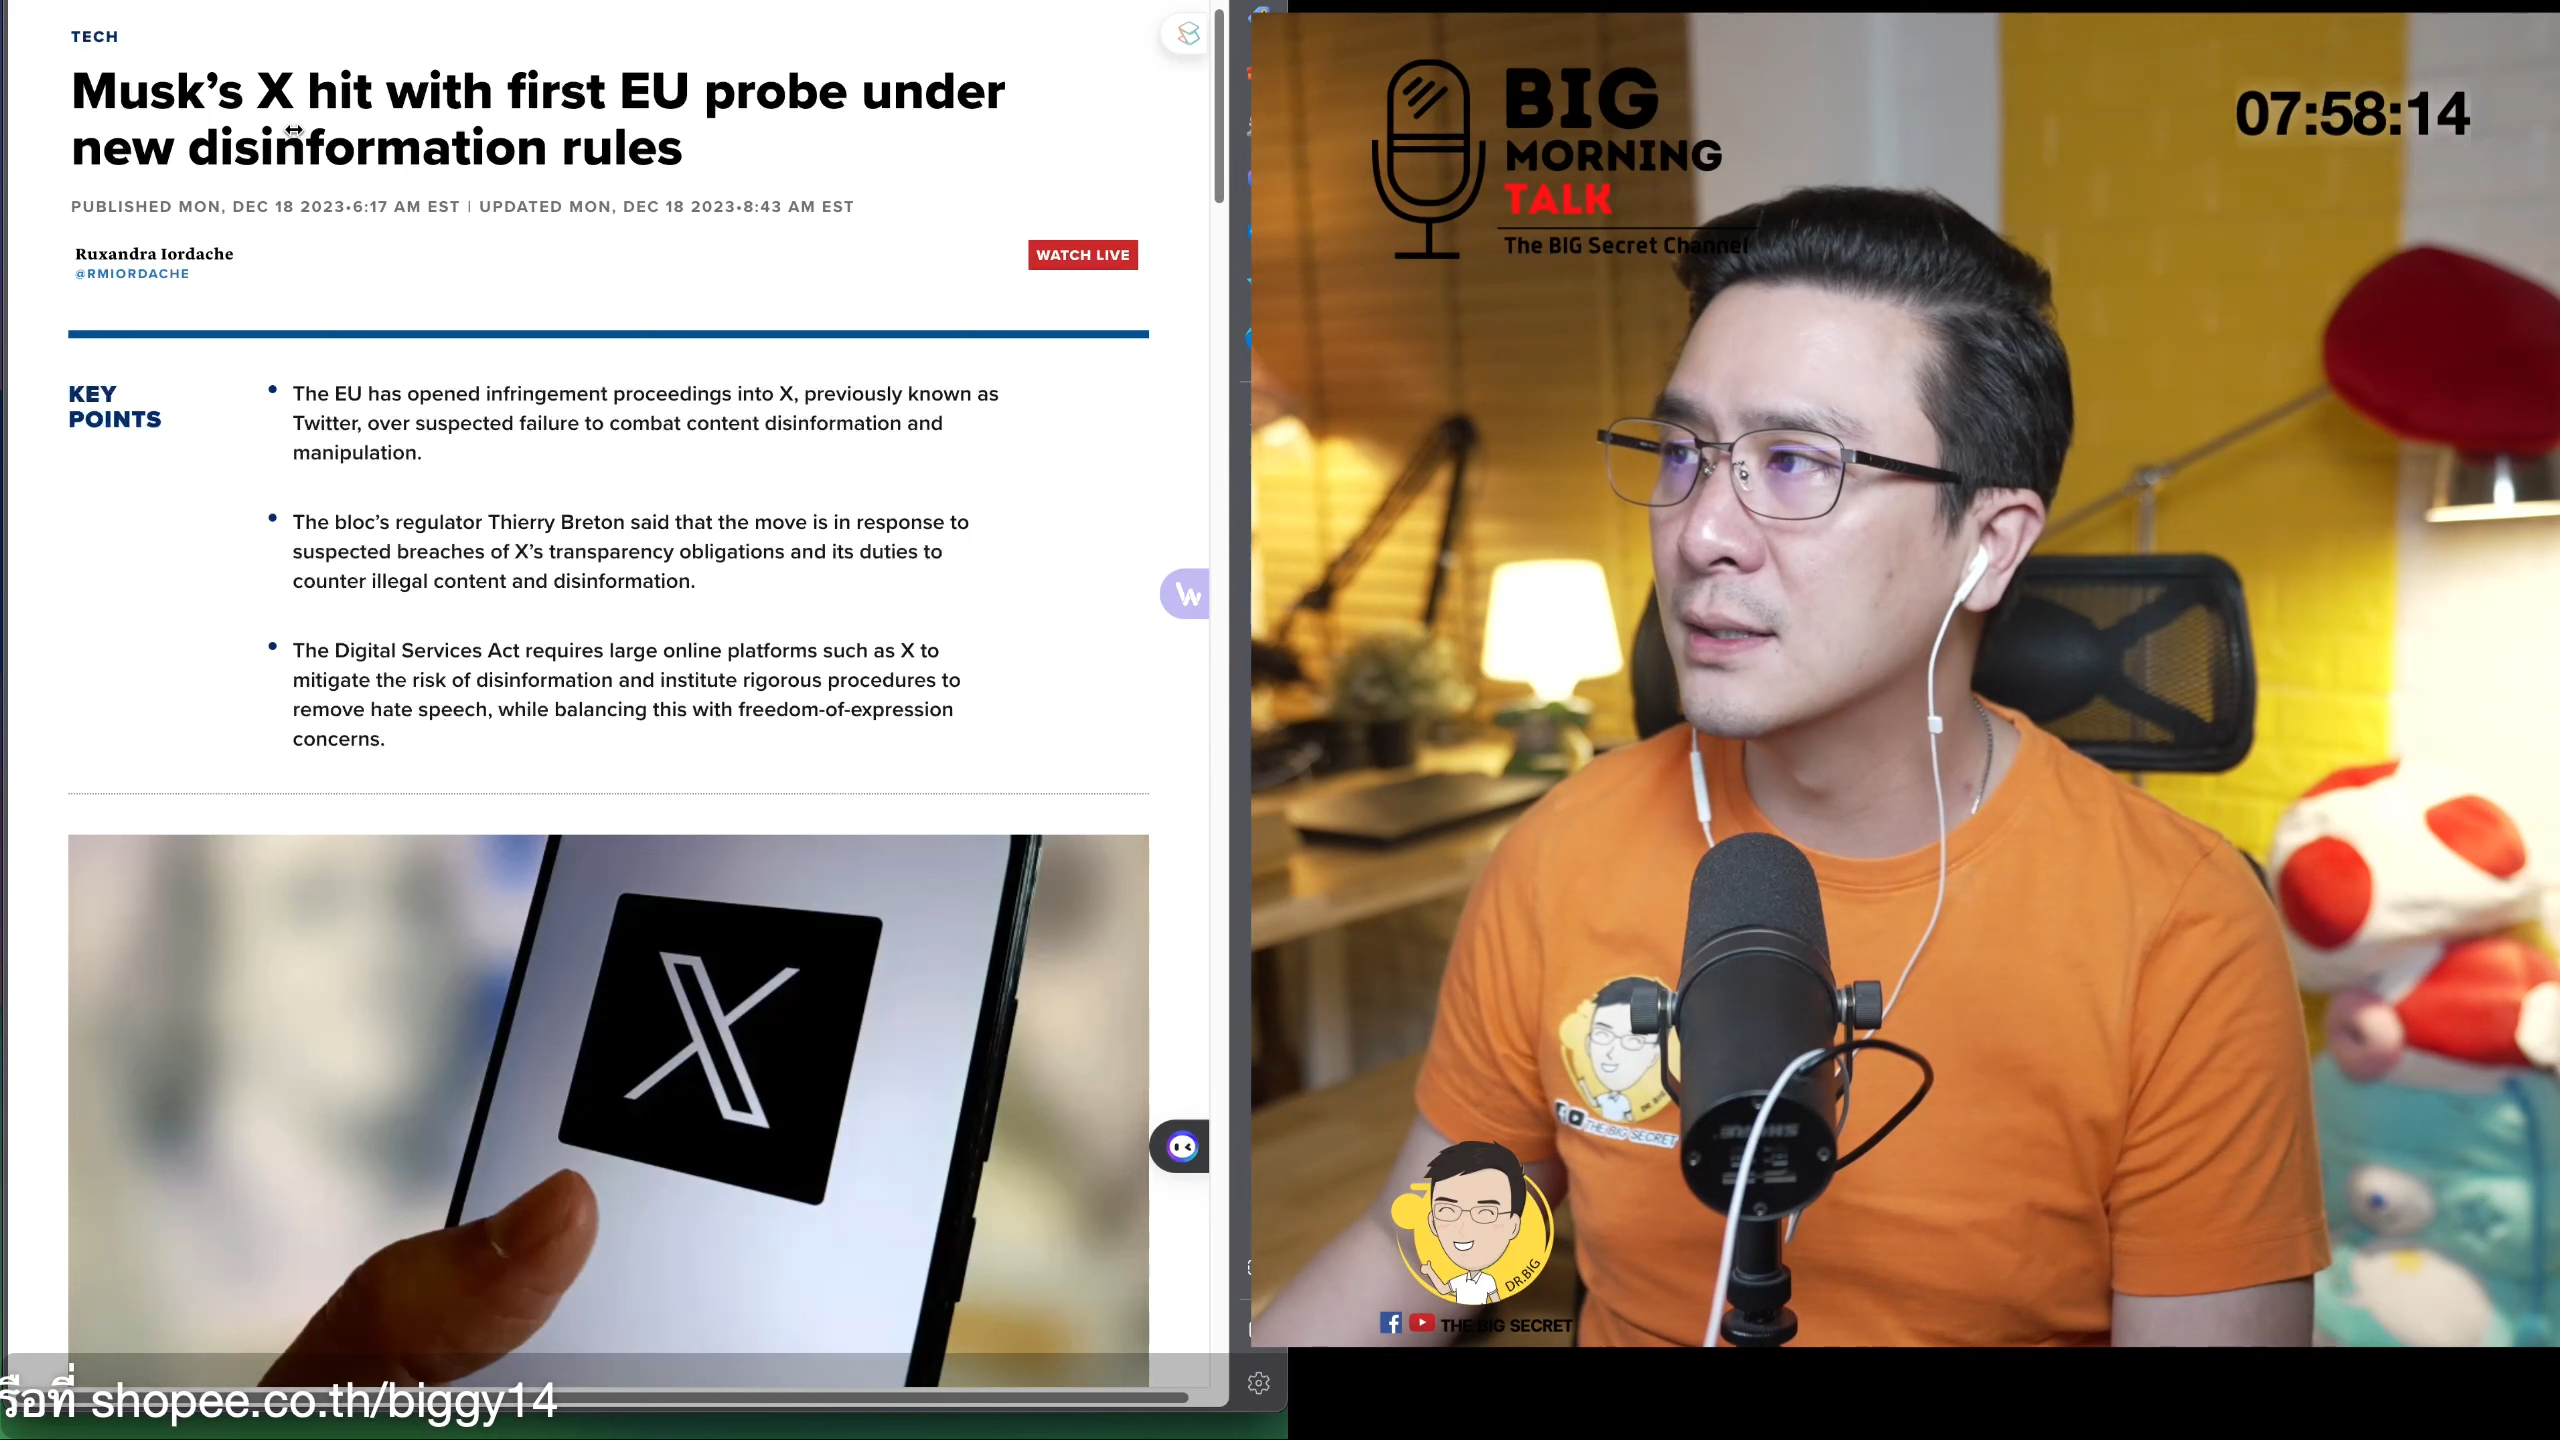 TECH
Musk’s X hit with first EU probe under
new disinformation rules
PUBLISHED MON, DEC 18 2023•6:17 AM EST | UPDATED MON, DEC 18 2023•8:43 AM EST
Ruxandra Iordache
@RMIORDACHE
WATCH LIVE
KEY
POINTS
The EU has opened infringement proceedings into X, previously known as
Twitter, over suspected failure to combat content disinformation and
manipulation.
The bloc’s regulator Thierry Breton said that the move is in response to
suspected breaches of X’s transparency obligations and its duties to
counter illegal content and disinformation.
The Digital Services Act requires large online platforms such as X to
mitigate the risk of disinformation and institute rigorous procedures to
remove hate speech, while balancing this with freedom-of-expression
concerns.
X
รือที่ shopee.co.th/biggy14
BIG
MORNING
TALK
The BIG Secret Channel
07:58:14
THE BIG SECRET
SHURE
DR.BIG
THE BIG SECRET